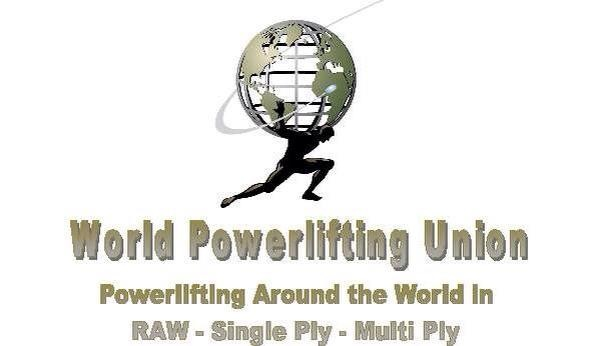 World Powerlifting Union
Powerlifting Around the World in
RAW - Single Ply - Multi Ply